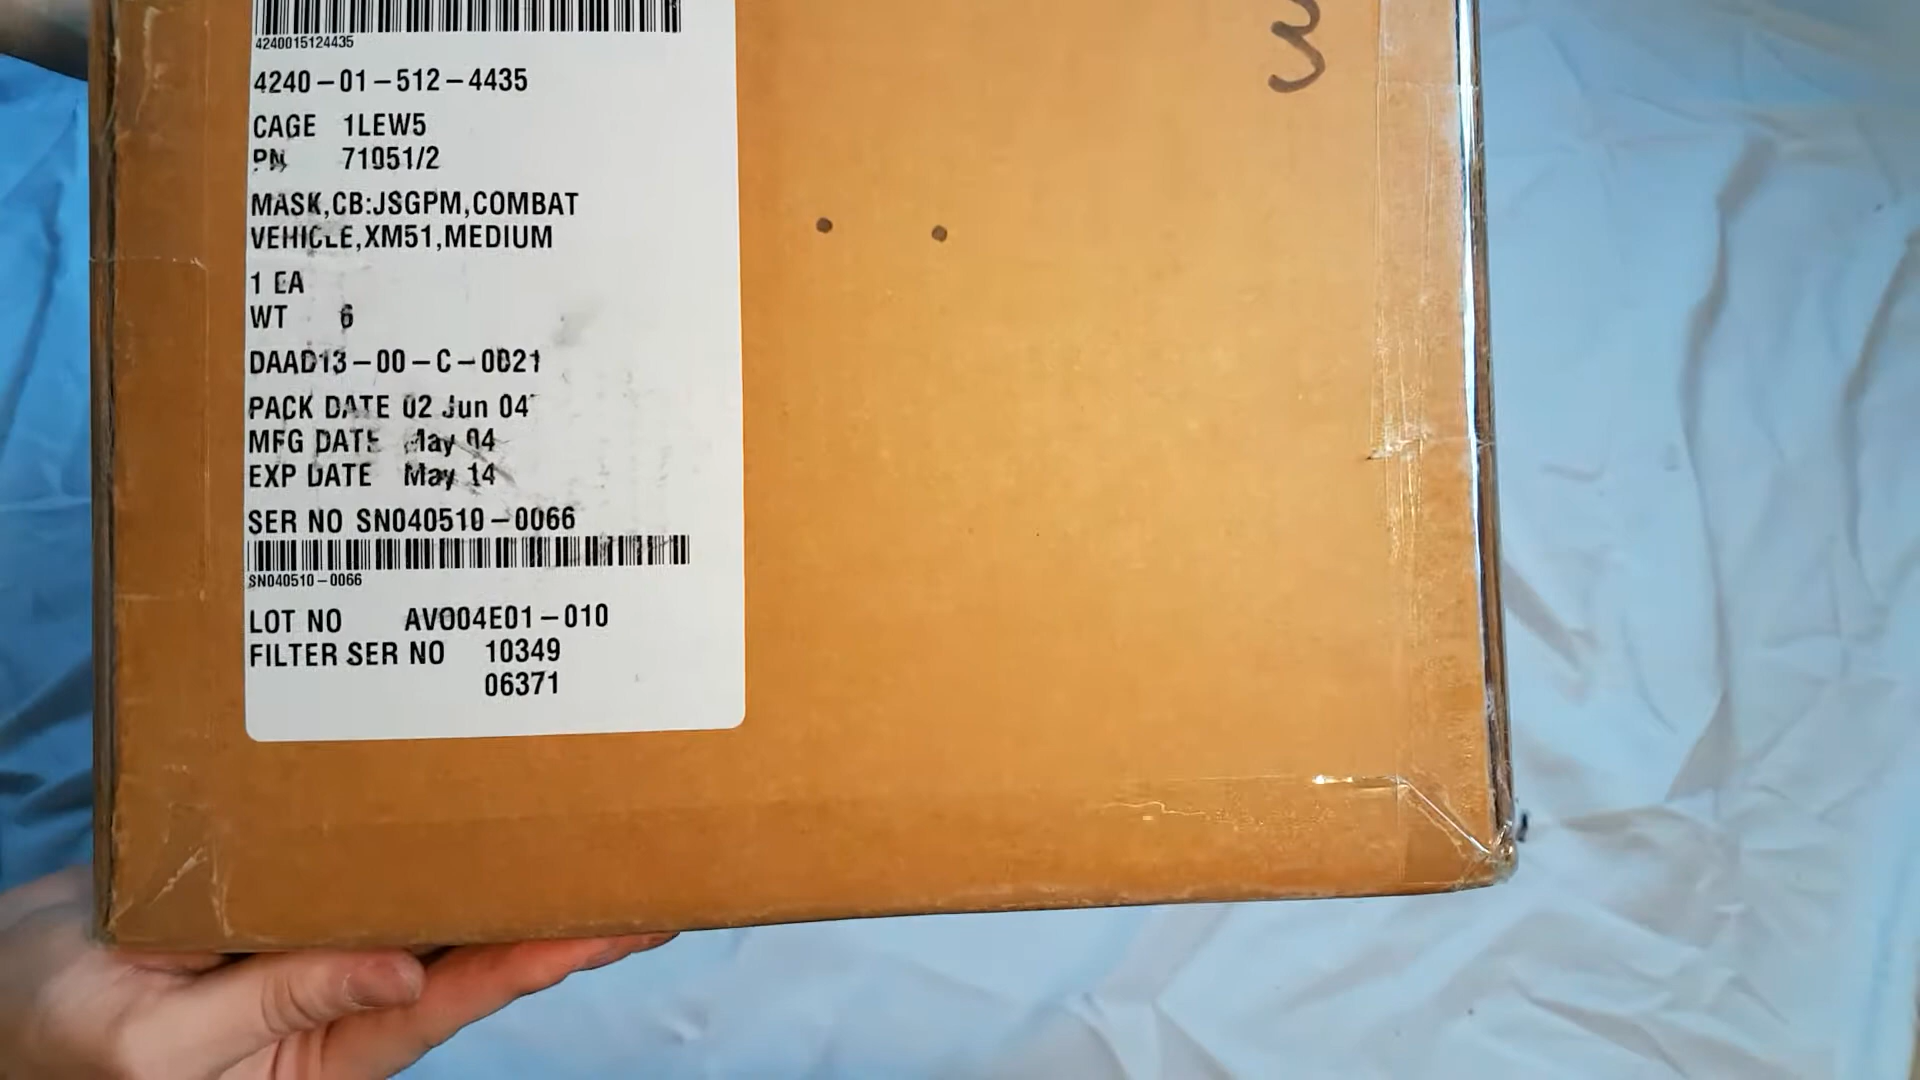 4240015124435
4240-01-512-4435
CAGE 1LEW5
PN 71051/2
MASK,CB:JSGPM,COMBAT
VEHICLE,XM51,MEDIUM
1 EA
WT 6
DAAD13-00-C-0021
PACK DATE 02 Jun 04
MFG DATE May 04
EXP DATE May 14
SER NO SN040510-0066
SN040510-0066
LOT NO AVO04E01-010
FILTER SER NO 10349
06371